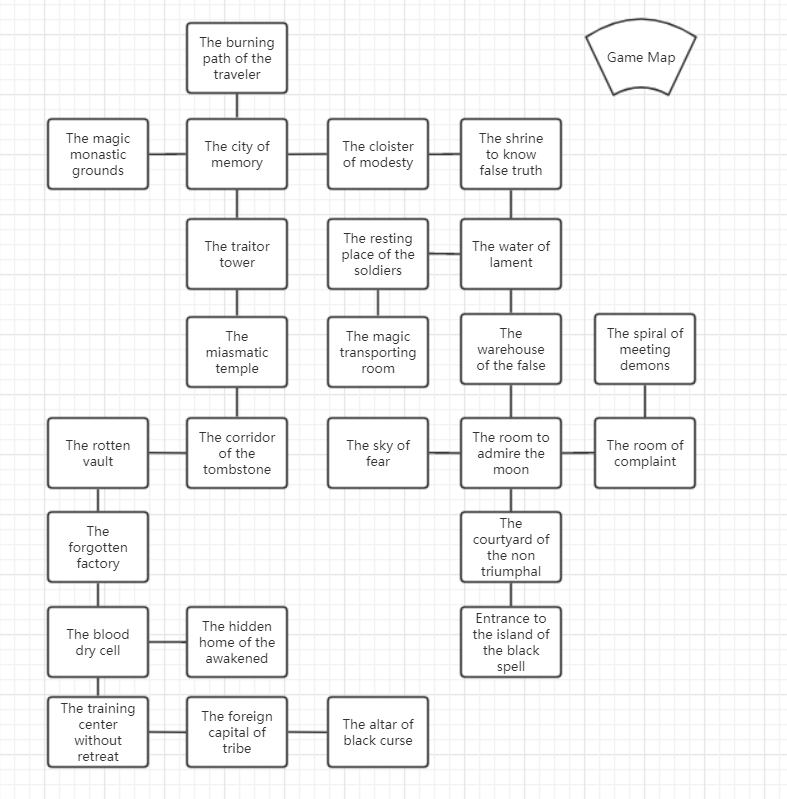 The burning
path of the
traveler
Game Map
The magic
monastic
grounds
The city of
memory
The cloister
of modesty
The shrine
to know
false truth
The traitor
tower
The resting
place of the
soldiers
The water of
lament
The
miasmatic
temple
The magic
transporting
room
The
warehouse
of the false
The spiral of
meeting
demons
The rotten
vault
The corridor
of the
tombstone
The sky of
fear
The room to
admire the
moon
The room of
complaint
The
forgotten
factory
The
courtyard of
the non
triumphal
The blood
dry cell
The hidden
home of the
awakened
Entrance to
the island of
the black
spell
The training
center
without
retreat
The foreign
capital of
tribe
The altar of
black curse